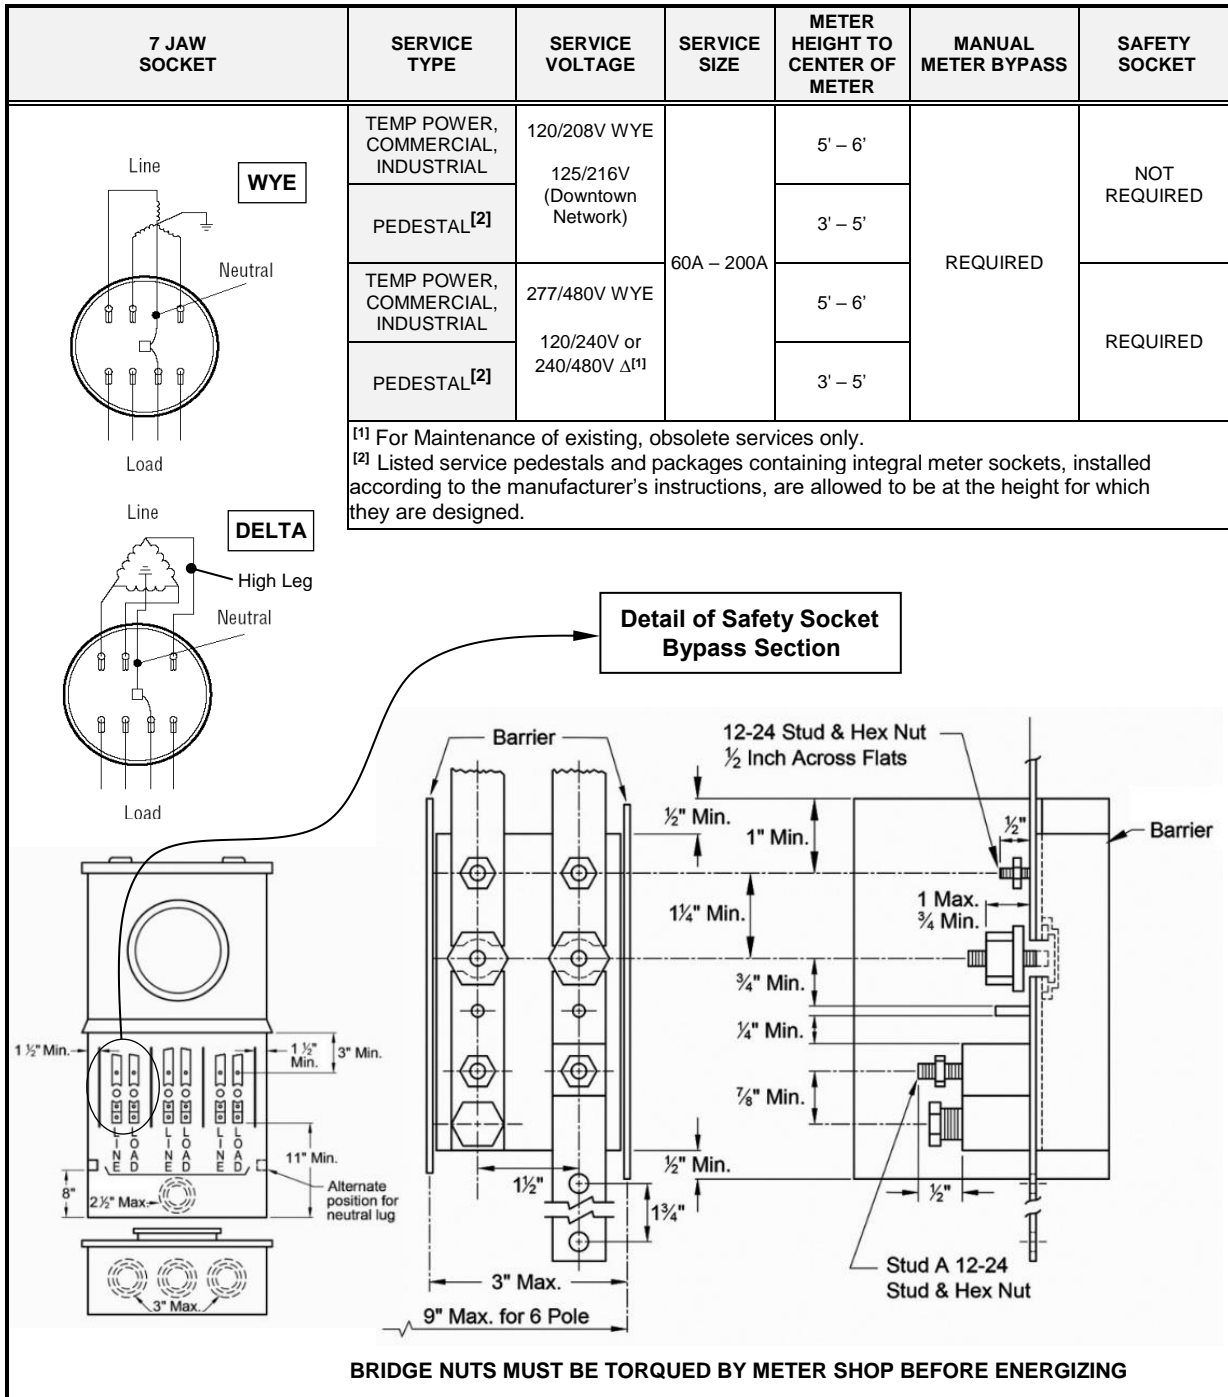 7 JAW
SOCKET
SERVICE
TYPE
SERVICE
VOLTAGE
SERVICE
SIZE
METER
HEIGHT TO
CENTER OF
METER
MANUAL
METER BYPASS
SAFETY
SOCKET
TEMP POWER,
COMMERCIAL,
INDUSTRIAL
120/208V WYE
125/216V
(Downtown
Network)
60A – 200A
5' – 6'
REQUIRED
NOT
REQUIRED
PEDESTAL[2]
3' – 5'
TEMP POWER,
COMMERCIAL,
INDUSTRIAL
277/480V WYE
120/240V or
240/480V Δ[1]
5' – 6'
REQUIRED
PEDESTAL[2]
3' – 5'
[1] For Maintenance of existing, obsolete services only.
[2] Listed service pedestals and packages containing integral meter sockets, installed
according to the manufacturer's instructions, are allowed to be at the height for which
they are designed.
Line
WYE
Neutral
Load
Line
DELTA
High Leg
Neutral
Load
Detail of Safety Socket
Bypass Section
Barrier
12-24 Stud & Hex Nut
½ Inch Across Flats
½" Min.
1" Min.
½"
Barrier
1¼" Min.
1 Max.
¾ Min.
¾" Min.
¼" Min.
⅞" Min.
½" Min.
½"
1½"
1¾"
3" Max.
9" Max. for 6 Pole
Stud A 12-24
Stud & Hex Nut
1 ½" Min.
1 ½"
Min.
3" Min.
LINE
LOAD
LINE
LOAD
LINE
LOAD
11" Min.
8"
2½" Max.
Alternate
position for
neutral lug
3" Max.
BRIDGE NUTS MUST BE TORQUED BY METER SHOP BEFORE ENERGIZING